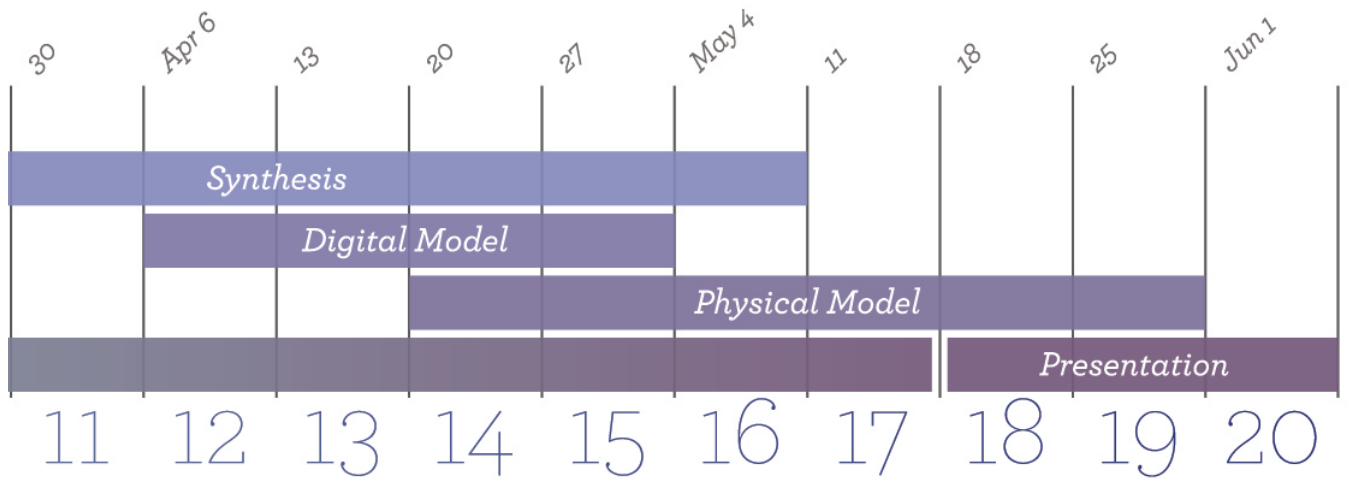 30 Apr 6 13 20 27 May 4 11 18 25 Jun 1
Synthesis
Digital Model
Physical Model
Presentation
11 12 13 14 15 16 17 18 19 20